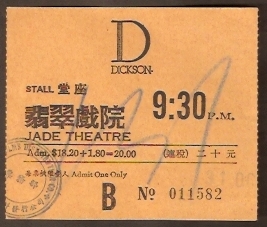 D
DICKSON
STALL 堂座
翡翠戲院 9:30 P.M.
JADE THEATRE
Adm. $18.20+1.80=20.00 (連稅) 二十元
Admit One Only
B № 011582